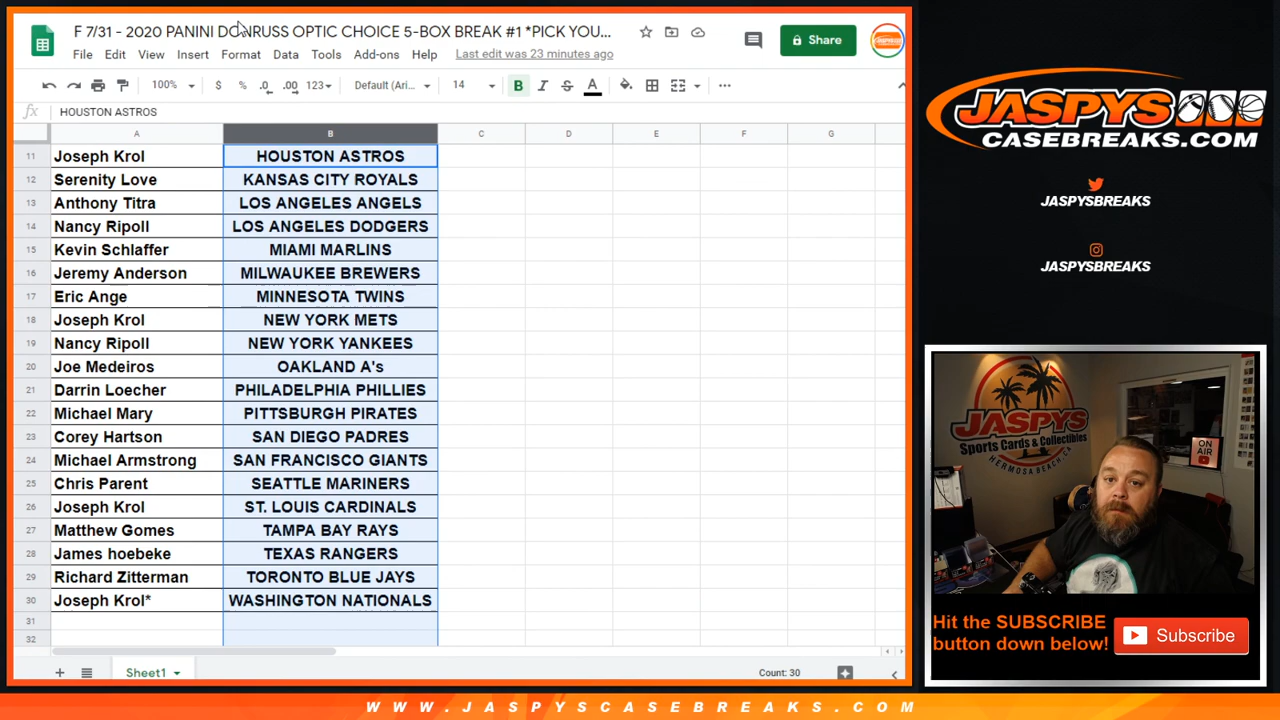 F 7/31 - 2020 PANINI DONRUSS OPTIC CHOICE 5-BOX BREAK #1 *PICK YOU...
File Edit View Insert Format Data Tools Add-ons Help Last edit was 23 minutes ago
Share
100% $ % .0 .00 123 Default (Ari... 14 B I S A
fx HOUSTON ASTROS
A B C D E F G
11 Joseph Krol HOUSTON ASTROS
12 Serenity Love KANSAS CITY ROYALS
13 Anthony Titra LOS ANGELES ANGELS
14 Nancy Ripoll LOS ANGELES DODGERS
15 Kevin Schlaffer MIAMI MARLINS
16 Jeremy Anderson MILWAUKEE BREWERS
17 Eric Ange MINNESOTA TWINS
18 Joseph Krol NEW YORK METS
19 Nancy Ripoll NEW YORK YANKEES
20 Joe Medeiros OAKLAND A's
21 Darrin Loecher PHILADELPHIA PHILLIES
22 Michael Mary PITTSBURGH PIRATES
23 Corey Hartson SAN DIEGO PADRES
24 Michael Armstrong SAN FRANCISCO GIANTS
25 Chris Parent SEATTLE MARINERS
26 Joseph Krol ST. LOUIS CARDINALS
27 Matthew Gomes TAMPA BAY RAYS
28 James hoebeke TEXAS RANGERS
29 Richard Zitterman TORONTO BLUE JAYS
30 Joseph Krol* WASHINGTON NATIONALS
31
32
Sheet1
Count: 30
JASPYS
CASEBREAKS.COM
JASPYSBREAKS
JASPYSBREAKS
JASPYS
Sports Cards & Collectibles
HERMOSA BEACH, CA
ON
AIR
Hit the SUBSCRIBE
button down below!
Subscribe
WWW.JASPYSCASEBREAKS.COM